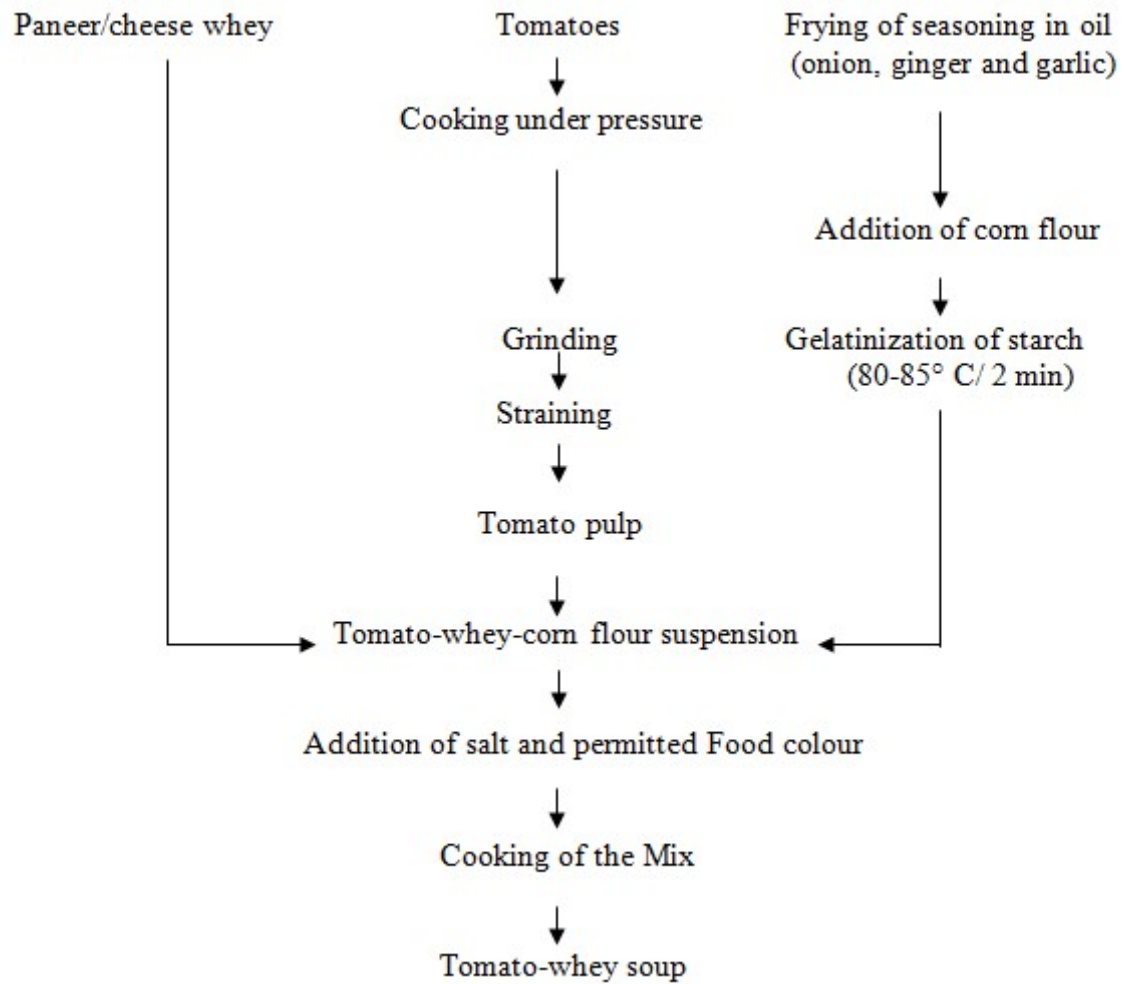 Paneer/cheese whey
Tomatoes
Frying of seasoning in oil
(onion, ginger and garlic)
Cooking under pressure
Addition of corn flour
Grinding
Gelatinization of starch
(80-85° C/ 2 min)
Straining
Tomato pulp
Tomato-whey-corn flour suspension
Addition of salt and permitted Food colour
Cooking of the Mix
Tomato-whey soup